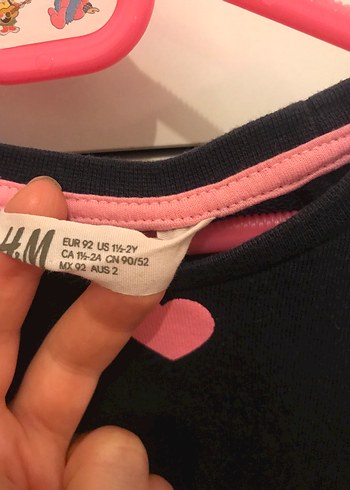 H&M
EUR 92 US 1½-2Y
CA 1½-2A CN 90/52
MX 92 AUS 2